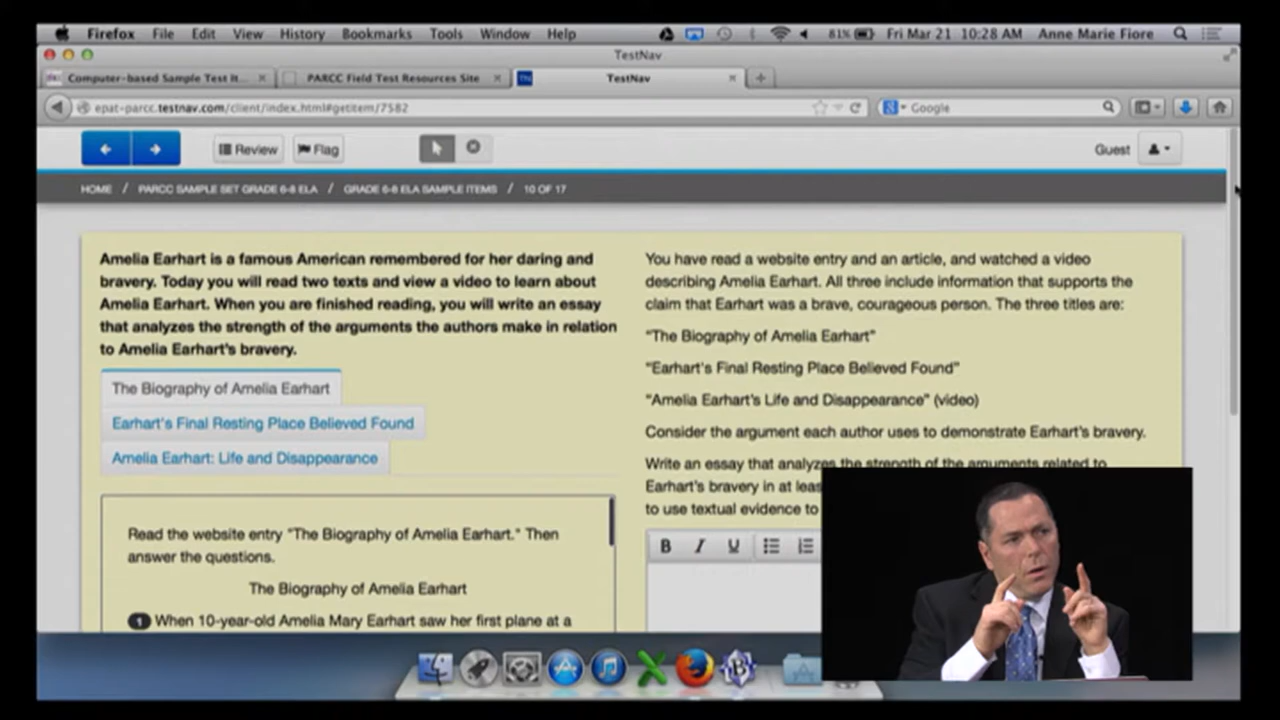 Firefox File Edit View History Bookmarks Tools Window Help 81% Fri Mar 21 10:28 AM Anne Marie Fiore
TestNav
Computer-based Sample Test It... PARCC Field Test Resources Site TN TestNav
epat-parcc.testnav.com/client/index.html#getitem/7582 Google
Review Flag Guest
HOME / PARCC SAMPLE SET GRADE 6-8 ELA / GRADE 6-8 ELA SAMPLE ITEMS / 10 OF 17
Amelia Earhart is a famous American remembered for her daring and
bravery. Today you will read two texts and view a video to learn about
Amelia Earhart. When you are finished reading, you will write an essay
that analyzes the strength of the arguments the authors make in relation
to Amelia Earhart's bravery.
The Biography of Amelia Earhart
Earhart's Final Resting Place Believed Found
Amelia Earhart: Life and Disappearance
Read the website entry "The Biography of Amelia Earhart." Then
answer the questions.
The Biography of Amelia Earhart
1 When 10-year-old Amelia Mary Earhart saw her first plane at a
You have read a website entry and an article, and watched a video
describing Amelia Earhart. All three include information that supports the
claim that Earhart was a brave, courageous person. The three titles are:
"The Biography of Amelia Earhart"
"Earhart's Final Resting Place Believed Found"
"Amelia Earhart's Life and Disappearance" (video)
Consider the argument each author uses to demonstrate Earhart's bravery.
Write an essay that analyzes the strength of the arguments related to
Earhart's bravery in at leas
to use textual evidence to
B I U